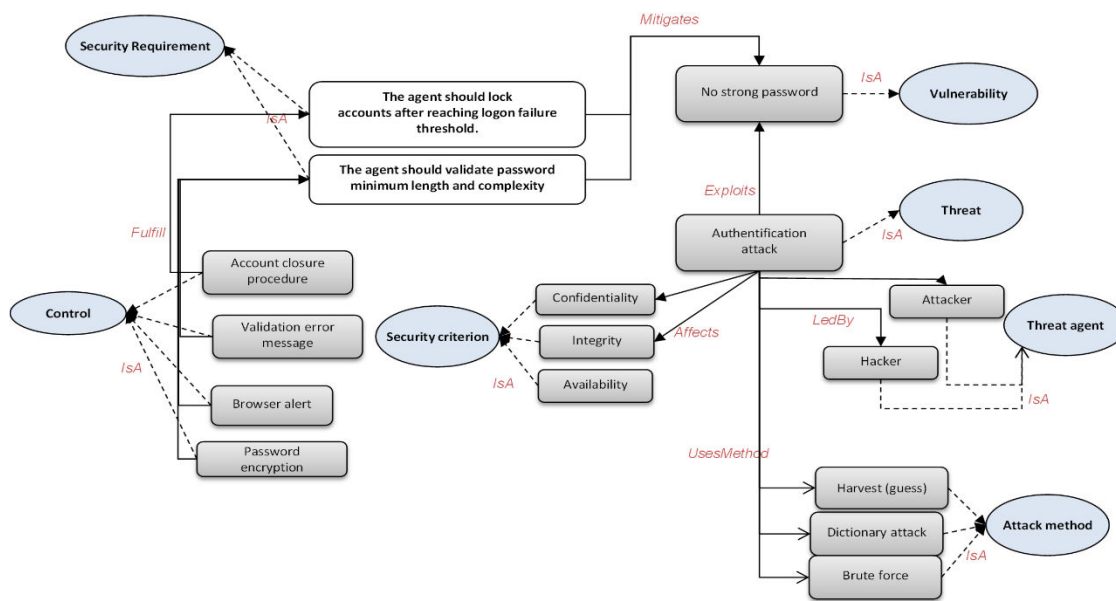 Mitigates
Security Requirement
The agent should lock
accounts after reaching logon failure
threshold.
IsA
No strong password
IsA
Vulnerability
The agent should validate password
minimum length and complexity
Exploits
Threat
Authentification
attack
IsA
Fulfill
Account closure
procedure
Control
Validation error
message
IsA
Browser alert
Password
encryption
Confidentiality
Security criterion
Integrity
Affects
IsA
Availability
Attacker
LedBy
Threat agent
Hacker
IsA
UsesMethod
Harvest (guess)
Dictionary attack
Attack method
IsA
Brute force